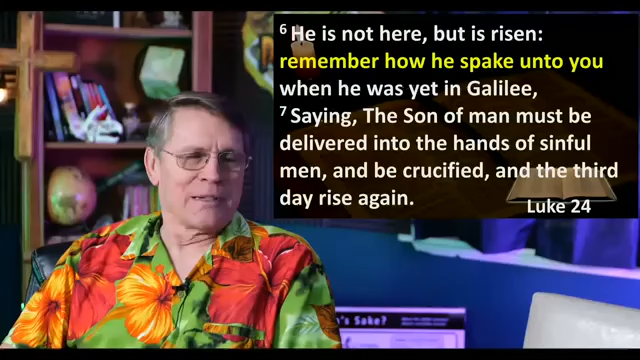 6 He is not here, but is risen:
remember how he spake unto you
when he was yet in Galilee,
7 Saying, The Son of man must be
delivered into the hands of sinful
men, and be crucified, and the third
day rise again.
Luke 24
n's Sake?